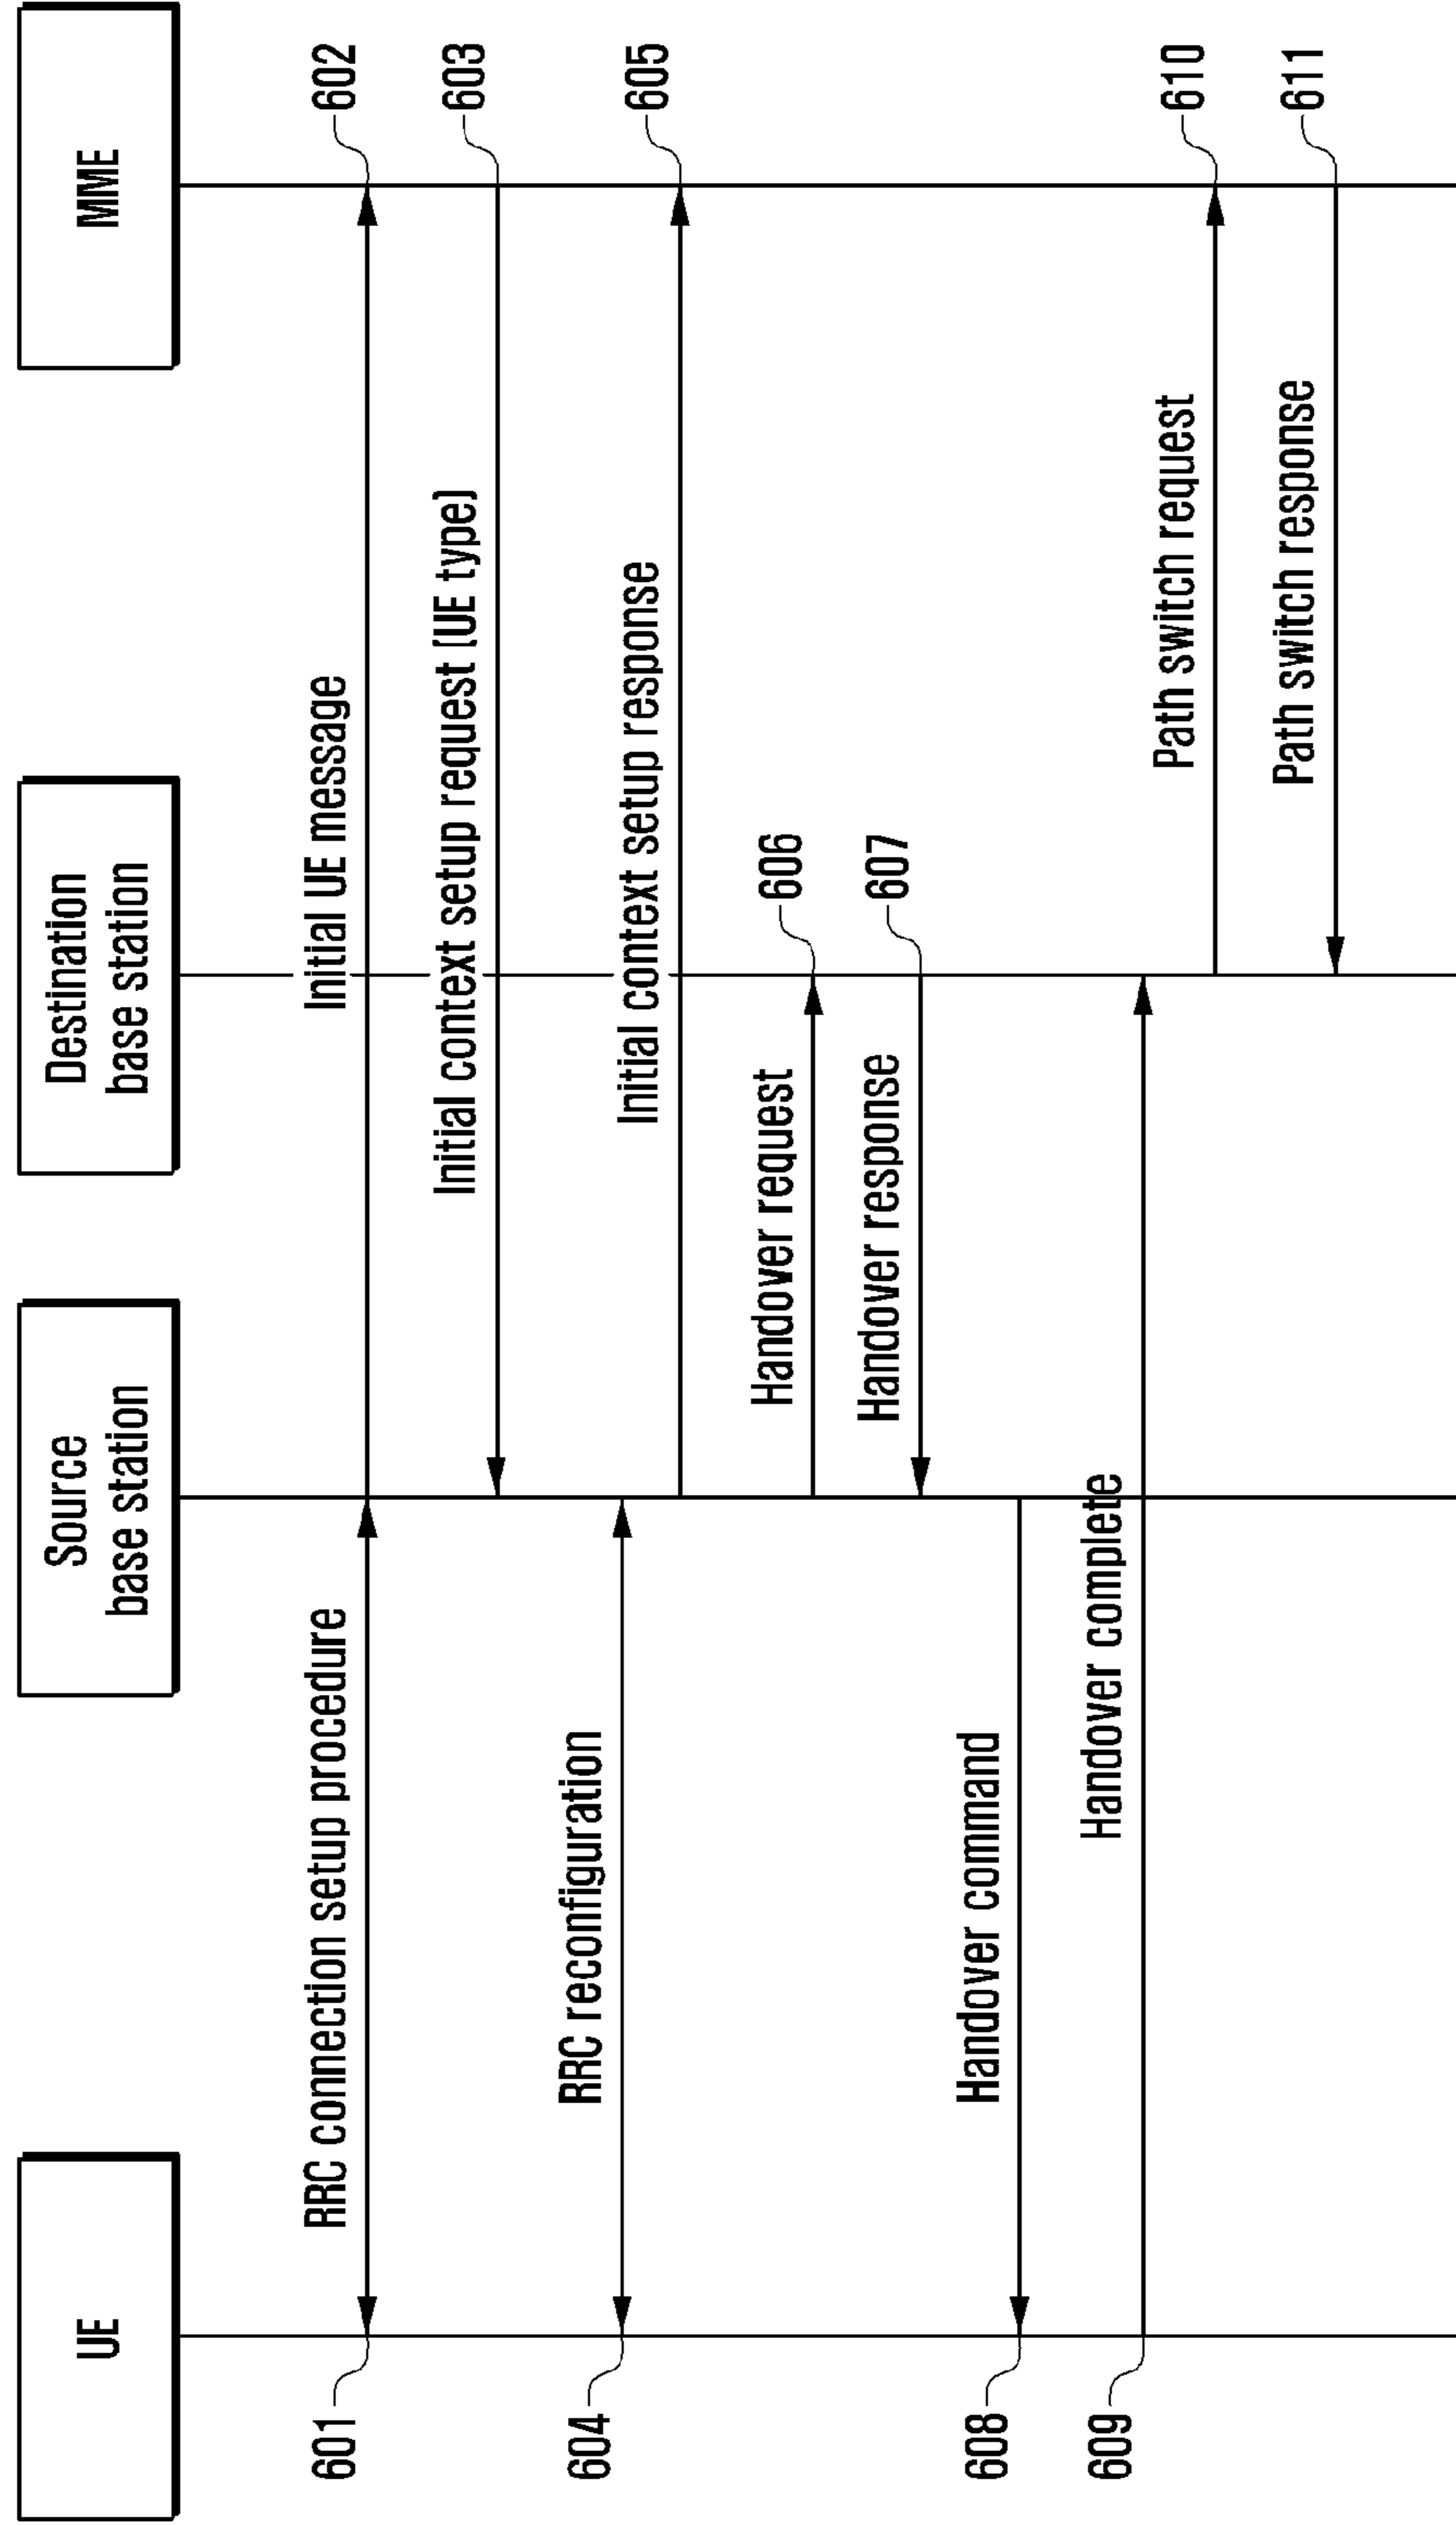 UE
Source
base station
Destination
base station
MME
601
RRC connection setup procedure
Initial UE message
602
Initial context setup request (UE type)
603
604
RRC reconfiguration
Initial context setup response
605
Handover request
606
Handover response
607
608
Handover command
609
Handover complete
Path switch request
610
Path switch response
611